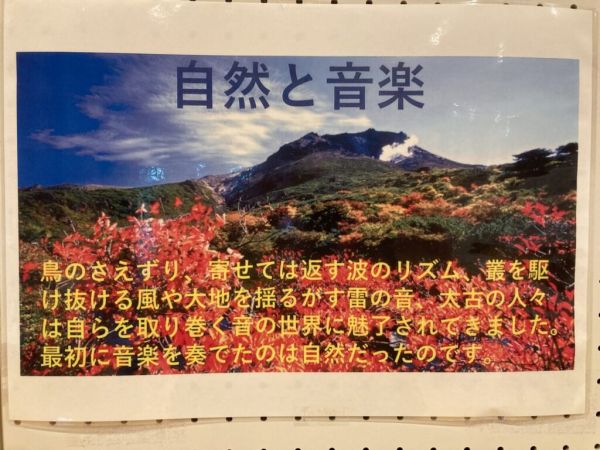 自然と音楽
鳥のさえずり、寄せては返す波のリズム、叢を駆
け抜ける風や大地を揺るがす雷の音、太古の人々
は自らを取り巻く音の世界に魅了されてきました。
最初に音楽を奏でたのは自然だったのです。